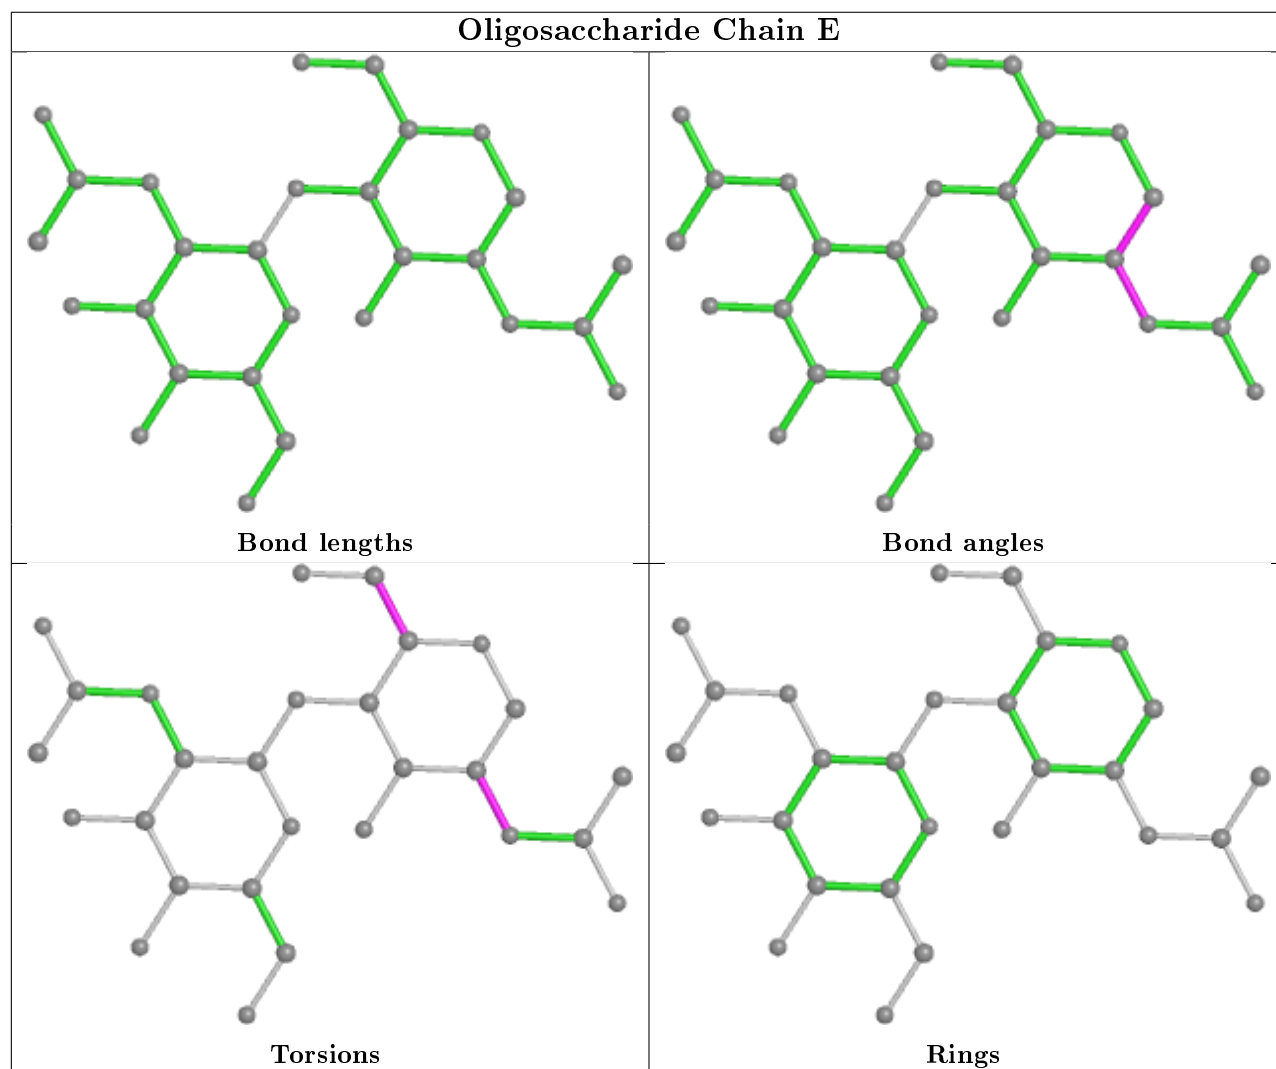 Oligosaccharide Chain E
Bond lengths
Bond angles
Torsions
Rings